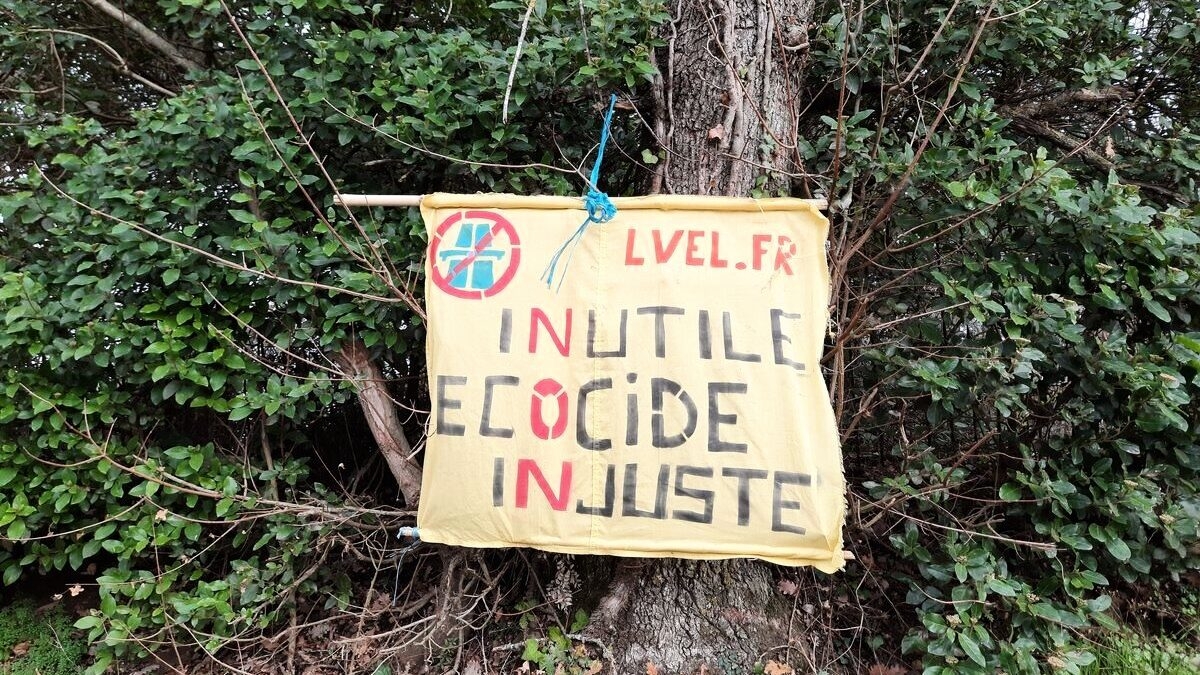 LVEL.FR
INUTILE
ECOCiDE
INJUSTE